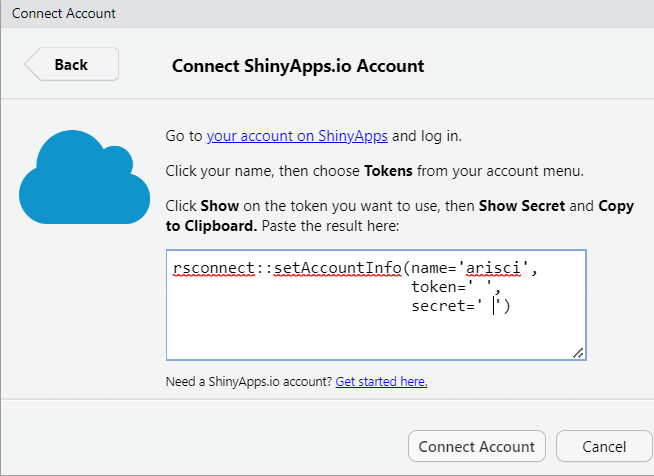 Connect Account
Back
Connect ShinyApps.io Account
Go to your account on ShinyApps and log in.
Click your name, then choose Tokens from your account menu.
Click Show on the token you want to use, then Show Secret and Copy
to Clipboard. Paste the result here:
rsconnect::setAccountInfo(name='arisci',
token=' ',
secret=' ')
Need a ShinyApps.io account? Get started here.
Connect Account
Cancel